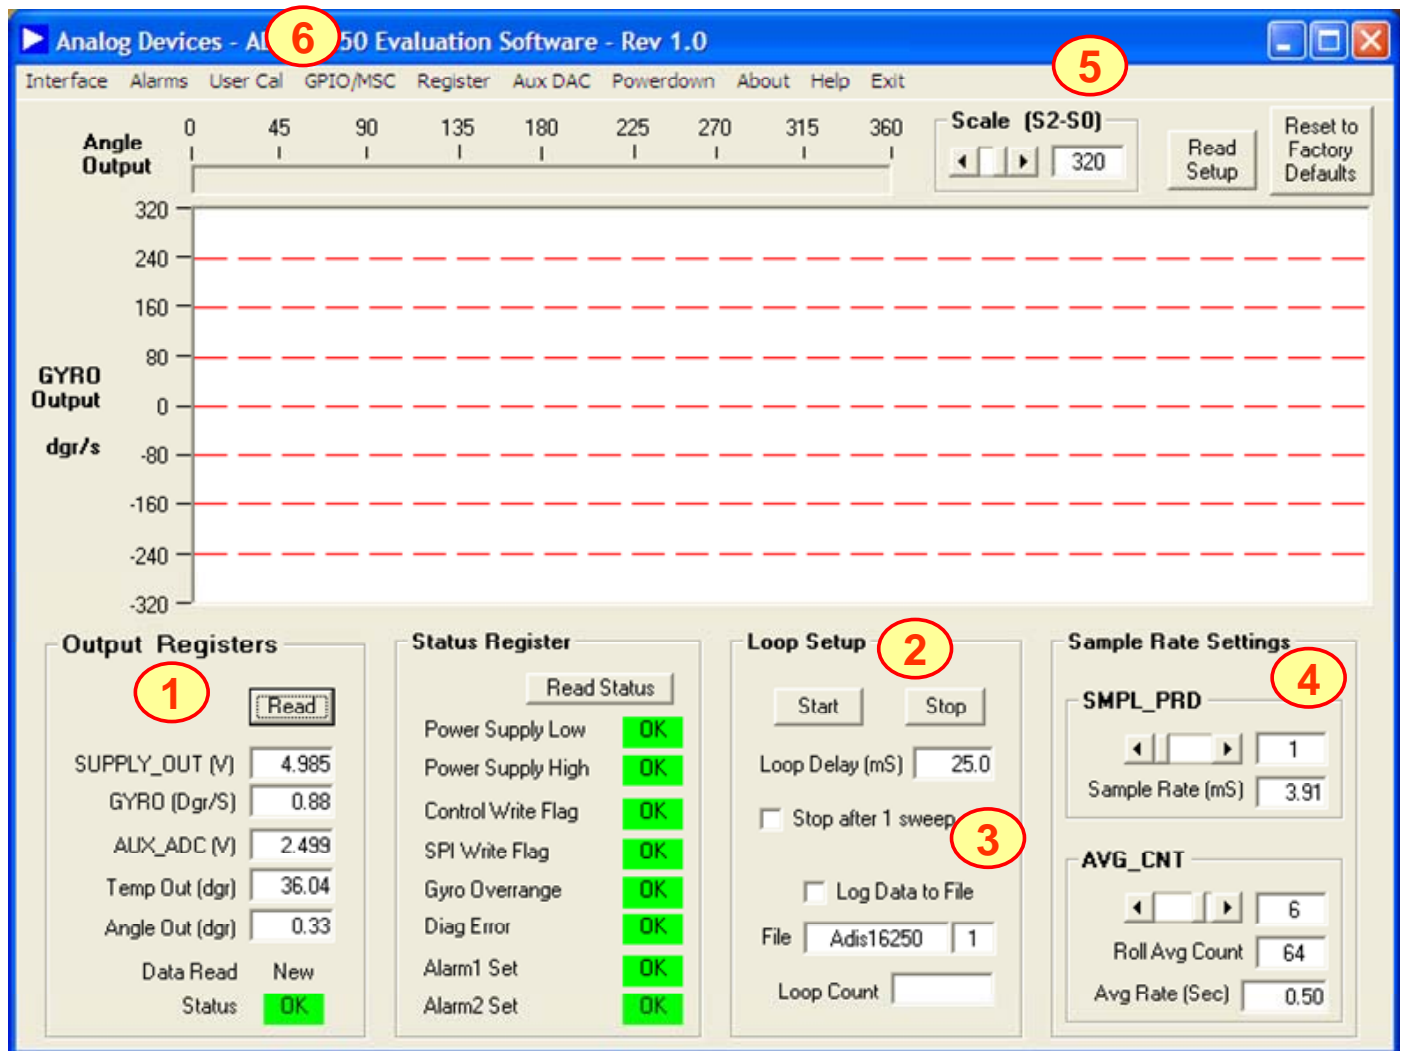 Analog Devices - AD 50 Evaluation Software - Rev 1.0
6
Interface Alarms User Cal GPIO/MSC Register Aux DAC Powerdown About Help Exit
5
Angle Output
0 45 90 135 180 225 270 315 360
Scale (S2-S0)
320
Read Setup
Reset to Factory Defaults
GYRO Output
dgr/s
320
240
160
80
0
-80
-160
-240
-320
Output Registers
1
Read
SUPPLY_OUT (V) 4.985
GYRO (Dgr/S) 0.88
AUX_ADC (V) 2.499
Temp Out (dgr) 36.04
Angle Out (dgr) 0.33
Data Read New
Status OK
Status Register
Read Status
Power Supply Low OK
Power Supply High OK
Control Write Flag OK
SPI Write Flag OK
Gyro Overrange OK
Diag Error OK
Alarm1 Set OK
Alarm2 Set OK
Loop Setup
2
Start Stop
Loop Delay (mS) 25.0
Stop after 1 sweep
3
Log Data to File
File Adis16250 1
Loop Count
Sample Rate Settings
4
SMPL_PRD
1
Sample Rate (mS) 3.91
AVG_CNT
6
Roll Avg Count 64
Avg Rate (Sec) 0.50